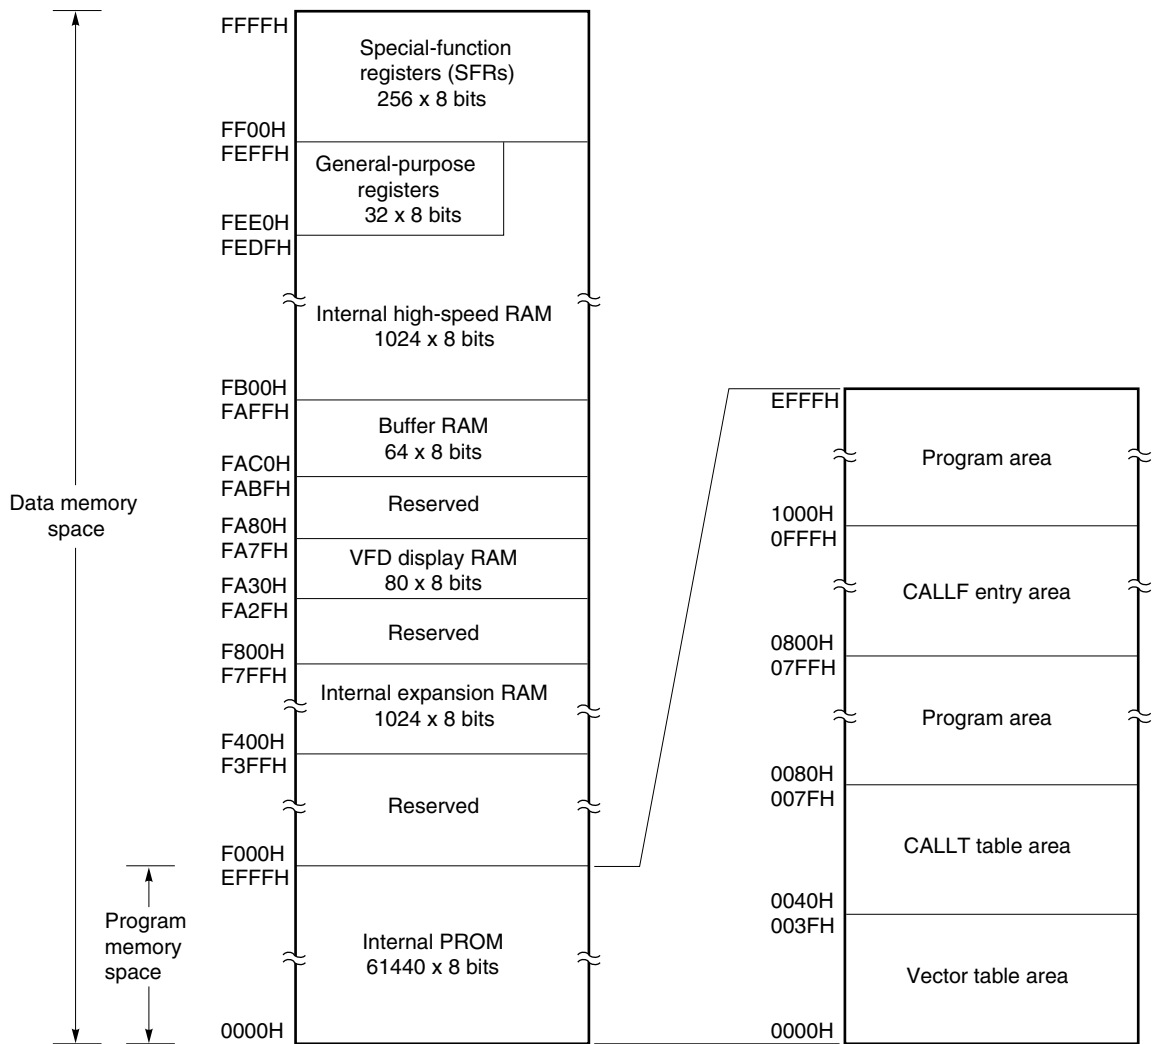 FFFFH
Special-function
registers (SFRs)
256 x 8 bits
FF00H
FEFFH
General-purpose
registers
32 x 8 bits
FEE0H
FEDFH
Internal high-speed RAM
1024 x 8 bits
FB00H
FAFFH
Buffer RAM
64 x 8 bits
FAC0H
FABFH
Reserved
FA80H
FA7FH
VFD display RAM
80 x 8 bits
FA30H
FA2FH
Reserved
F800H
F7FFH
Internal expansion RAM
1024 x 8 bits
F400H
F3FFH
Reserved
F000H
EFFFH
Internal PROM
61440 x 8 bits
0000H
Data memory
space
Program
memory
space
EFFFH
Program area
1000H
0FFFH
CALLF entry area
0800H
07FFH
Program area
0080H
007FH
CALLT table area
0040H
003FH
Vector table area
0000H